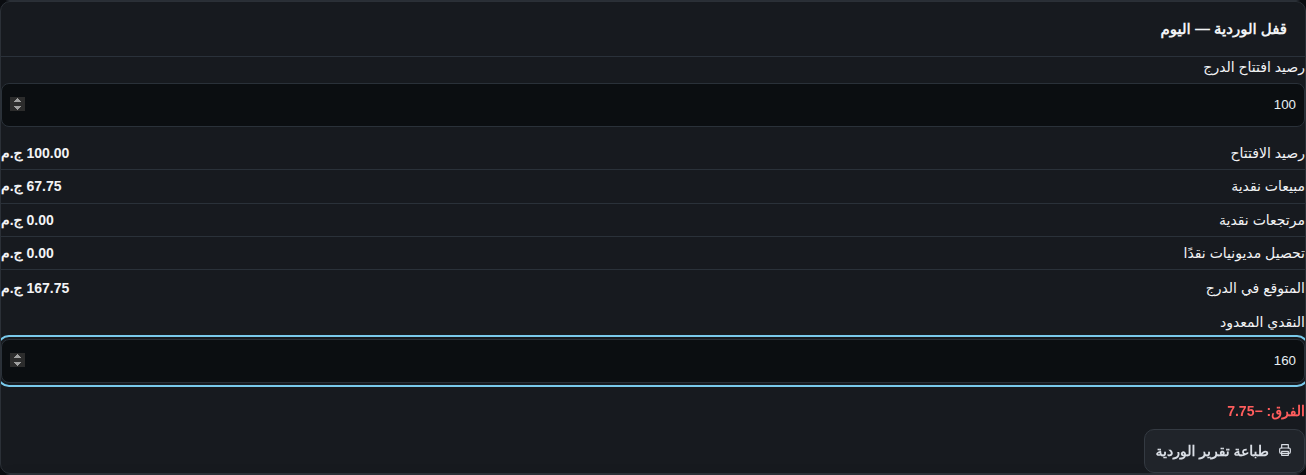 قفل الوردية — اليوم
رصيد افتتاح الدرج
100
رصيد الافتتاح 100.00 ج.م
مبيعات نقدية 67.75 ج.م
مرتجعات نقدية 0.00 ج.م
تحصيل مديونيات نقدًا 0.00 ج.م
المتوقع في الدرج 167.75 ج.م
النقدي المعدود
160
الفرق: −7.75
طباعة تقرير الوردية